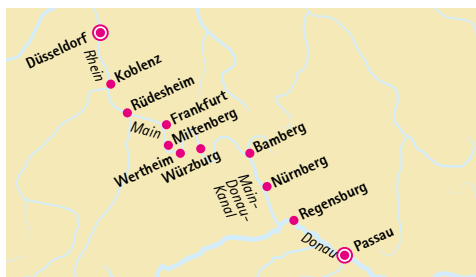 Düsseldorf
Rhein
Koblenz
Rüdesheim
Frankfurt
Main
Miltenberg
Wertheim
Würzburg
Bamberg
Main-
Donau-
Kanal
Nürnberg
Regensburg
Donau
Passau